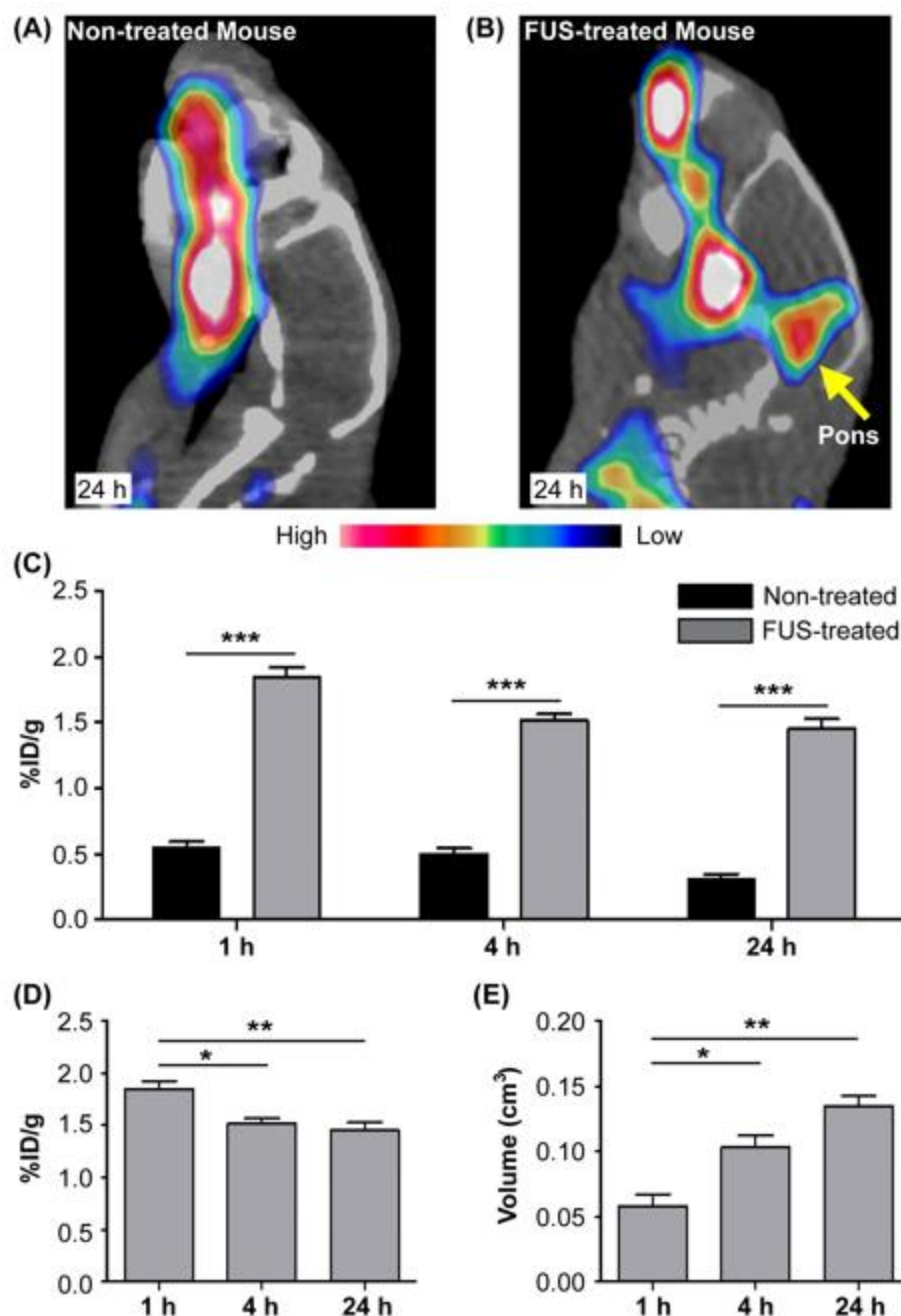 (A) Non-treated Mouse
24 h
(B) FUS-treated Mouse
Pons
24 h
High Low
(C)
%ID/g
2.5
2.0
1.5
1.0
0.5
0.0
Non-treated
FUS-treated
*** *** ***
1 h 4 h 24 h
(D)
%ID/g
2.5
2.0
1.5
1.0
0.5
0.0
**
*
1 h 4 h 24 h
(E)
Volume (cm³)
0.20
0.15
0.10
0.05
0.00
**
*
1 h 4 h 24 h